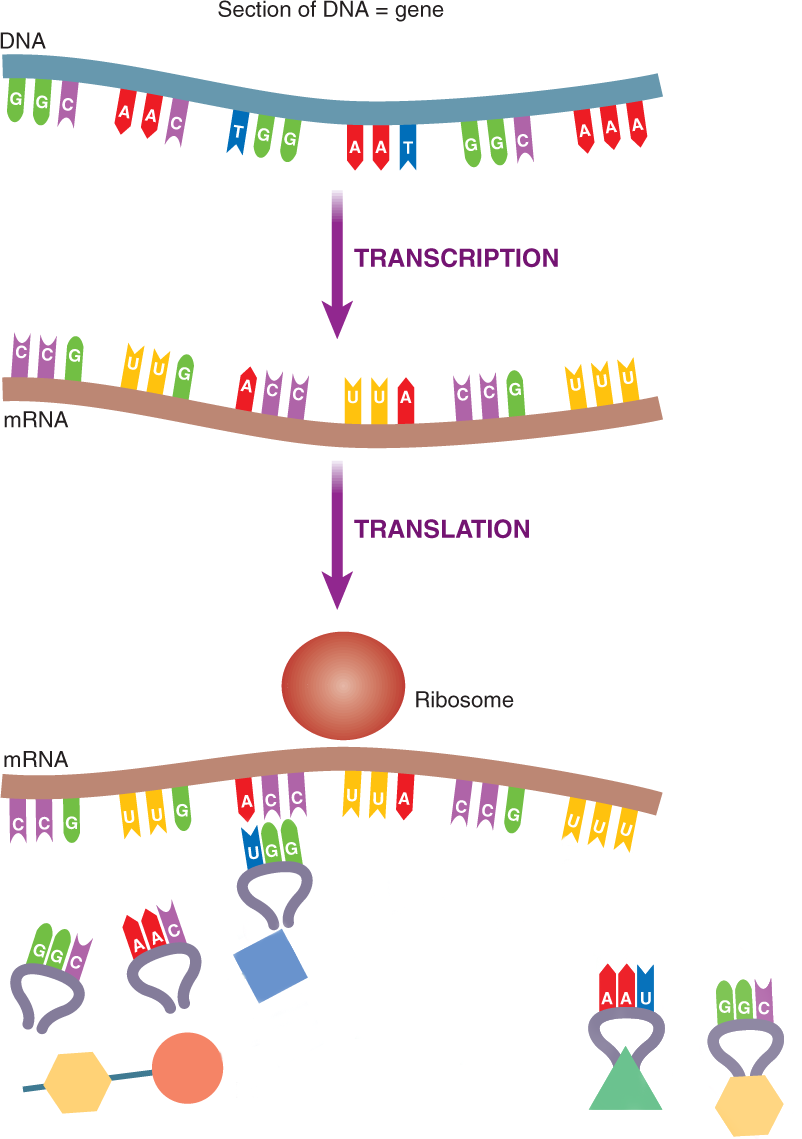 Section of DNA = gene
DNA
G G C A A C T G G A A T G G C A A A
TRANSCRIPTION
C C G U U G A C C U U A C C G U U U
mRNA
TRANSLATION
Ribosome
mRNA
C C G U U G A C C U U A C C G U U U
U G G
G G C A A C A A U G G C